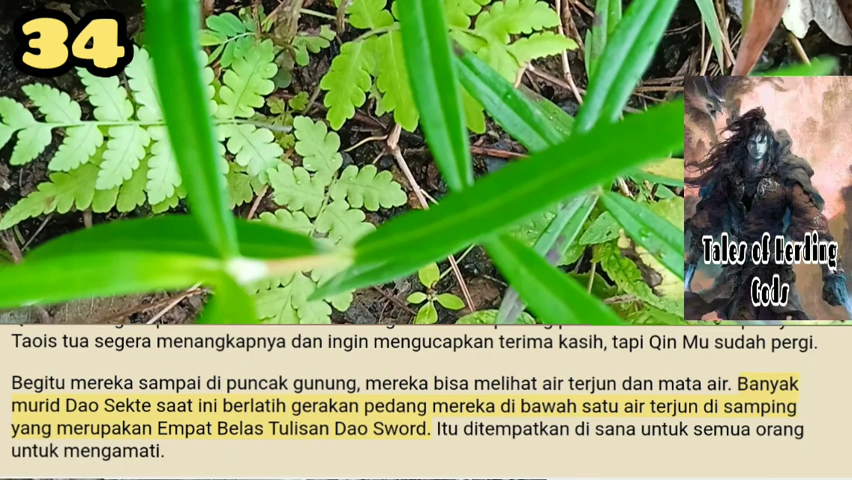 34
Tales of Herding
Gods
Taois tua segera menangkapnya dan ingin mengucapkan terima kasih, tapi Qin Mu sudah pergi.
Begitu mereka sampai di puncak gunung, mereka bisa melihat air terjun dan mata air. Banyak
murid Dao Sekte saat ini berlatih gerakan pedang mereka di bawah satu air terjun di samping
yang merupakan Empat Belas Tulisan Dao Sword. Itu ditempatkan di sana untuk semua orang
untuk mengamati.